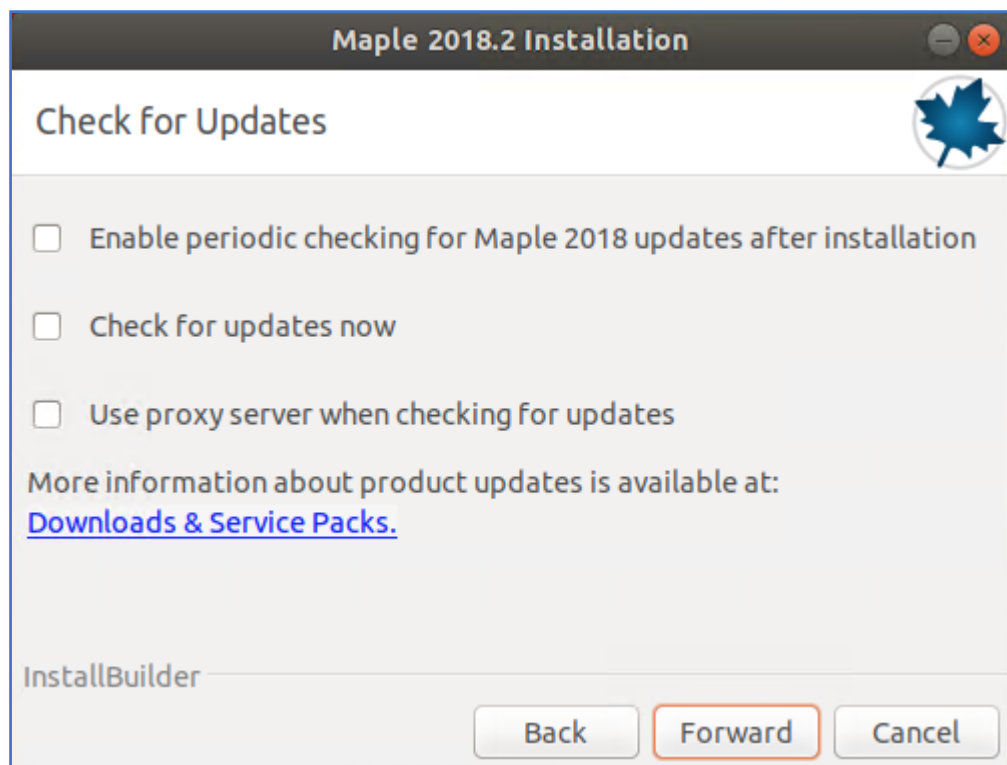 Maple 2018.2 Installation
Check for Updates
Enable periodic checking for Maple 2018 updates after installation
Check for updates now
Use proxy server when checking for updates
More information about product updates is available at:
Downloads & Service Packs.
InstallBuilder
Back Forward Cancel